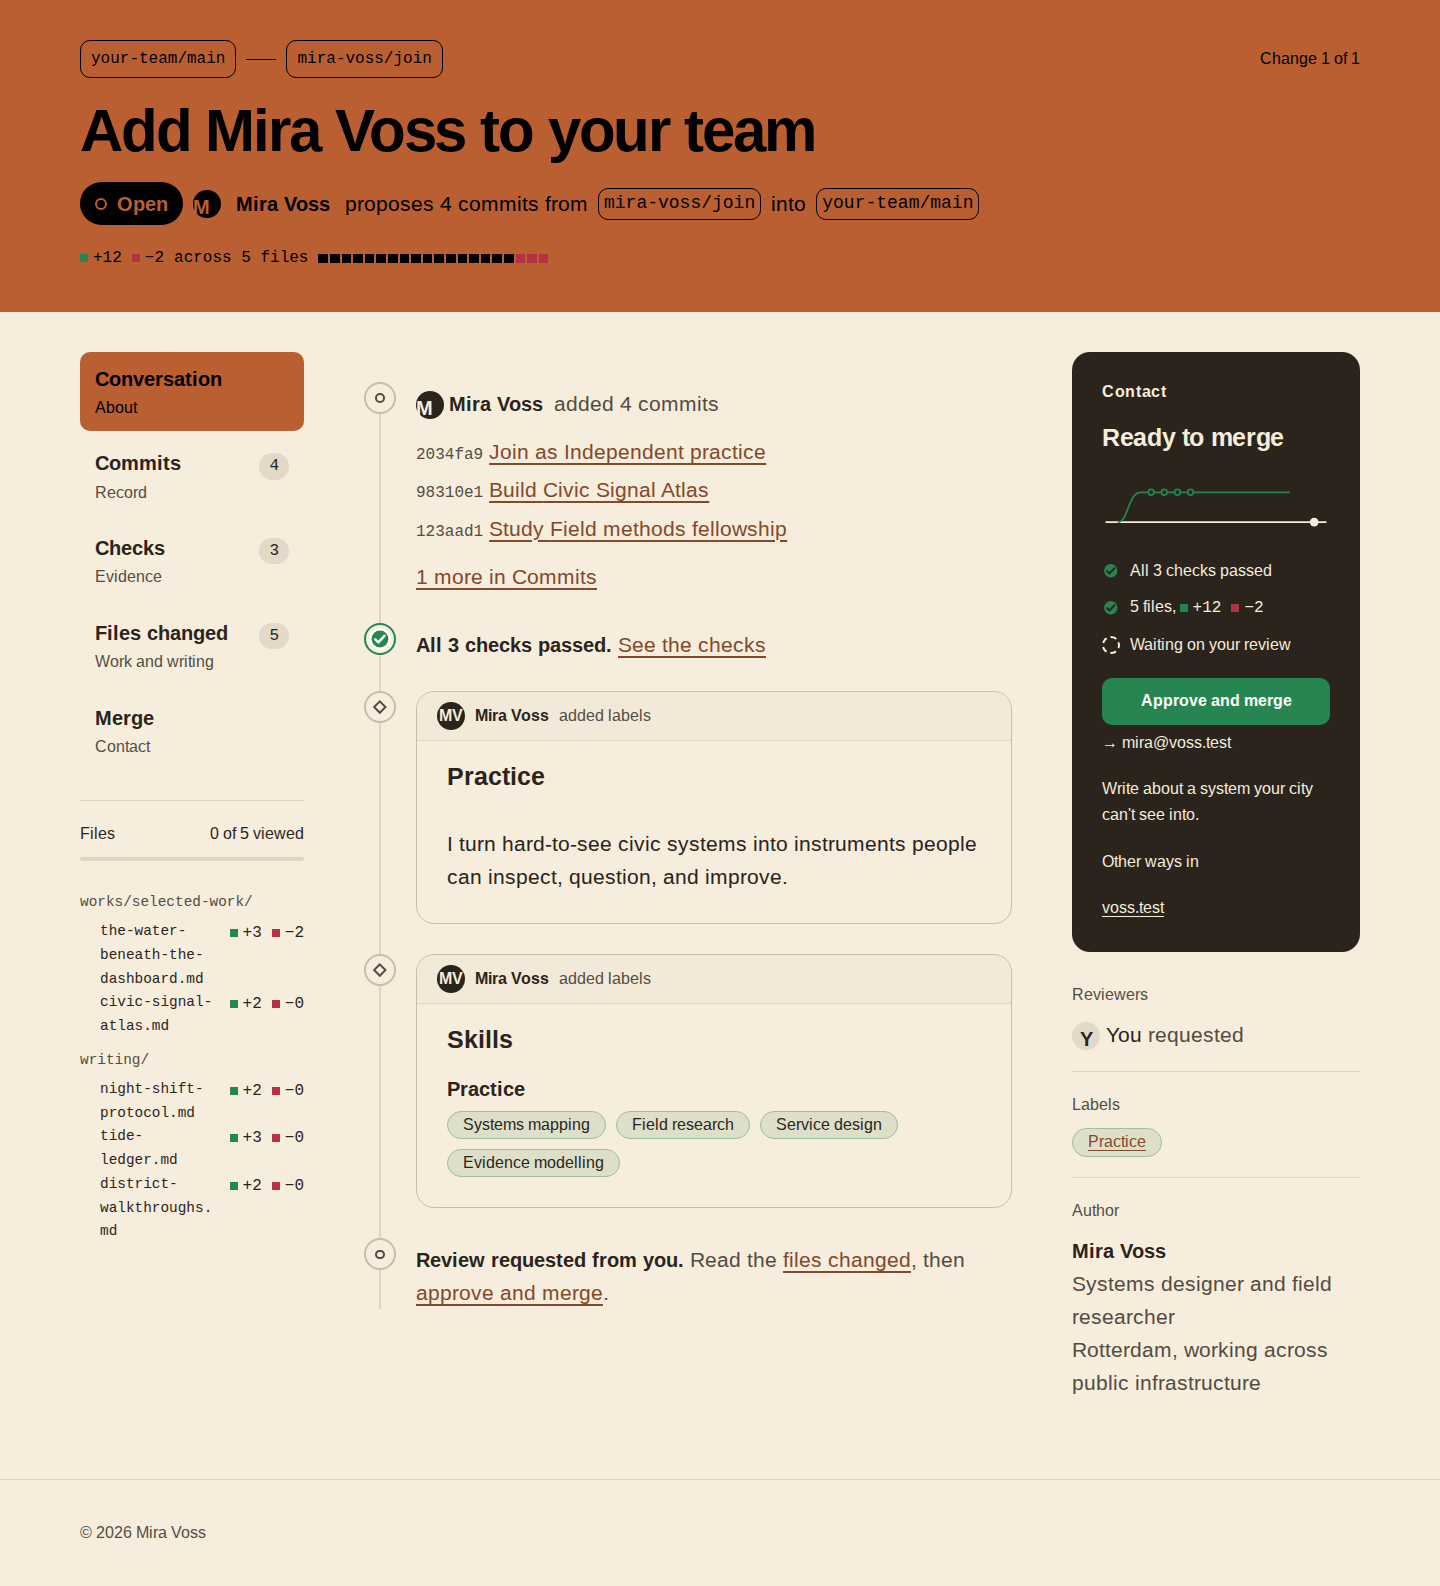 your-team/main mira-voss/join
Change 1 of 1
Add Mira Voss to your team
Open M Mira Voss proposes 4 commits from mira-voss/join into your-team/main
+12 −2 across 5 files
Conversation
About
Commits 4
Record
Checks 3
Evidence
Files changed 5
Work and writing
Merge
Contact
Files 0 of 5 viewed
works/selected-work/
the-water- +3 −2
beneath-the-
dashboard.md
civic-signal- +2 −0
atlas.md
writing/
night-shift- +2 −0
protocol.md
tide- +3 −0
ledger.md
district- +2 −0
walkthroughs.
md
M Mira Voss added 4 commits
2034fa9 Join as Independent practice
98310e1 Build Civic Signal Atlas
123aad1 Study Field methods fellowship
1 more in Commits
All 3 checks passed. See the checks
MV Mira Voss added labels
Practice
I turn hard-to-see civic systems into instruments people
can inspect, question, and improve.
MV Mira Voss added labels
Skills
Practice
Systems mapping Field research Service design
Evidence modelling
Review requested from you. Read the files changed, then
approve and merge.
Contact
Ready to merge
All 3 checks passed
5 files, +12 −2
Waiting on your review
Approve and merge
→ mira@voss.test
Write about a system your city
can't see into.
Other ways in
voss.test
Reviewers
Y You requested
Labels
Practice
Author
Mira Voss
Systems designer and field
researcher
Rotterdam, working across
public infrastructure
© 2026 Mira Voss